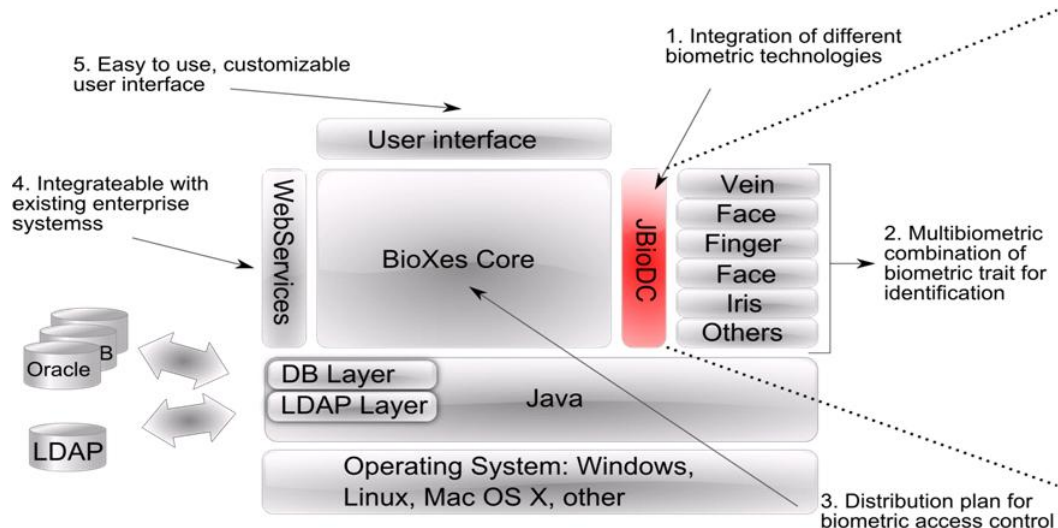 1. Integration of different
biometric technologies
5. Easy to use, customizable
user interface
User interface
4. Integrateable with
existing enterprise
systemss
WebServices
BioXes Core
JBioDC
Vein
Face
Finger
Face
Iris
Others
2. Multibiometric
combination of
biometric trait for
identification
B
Oracle
DB Layer
LDAP Layer
Java
LDAP
Operating System: Windows,
Linux, Mac OS X, other
3. Distribution plan for
biometric access control